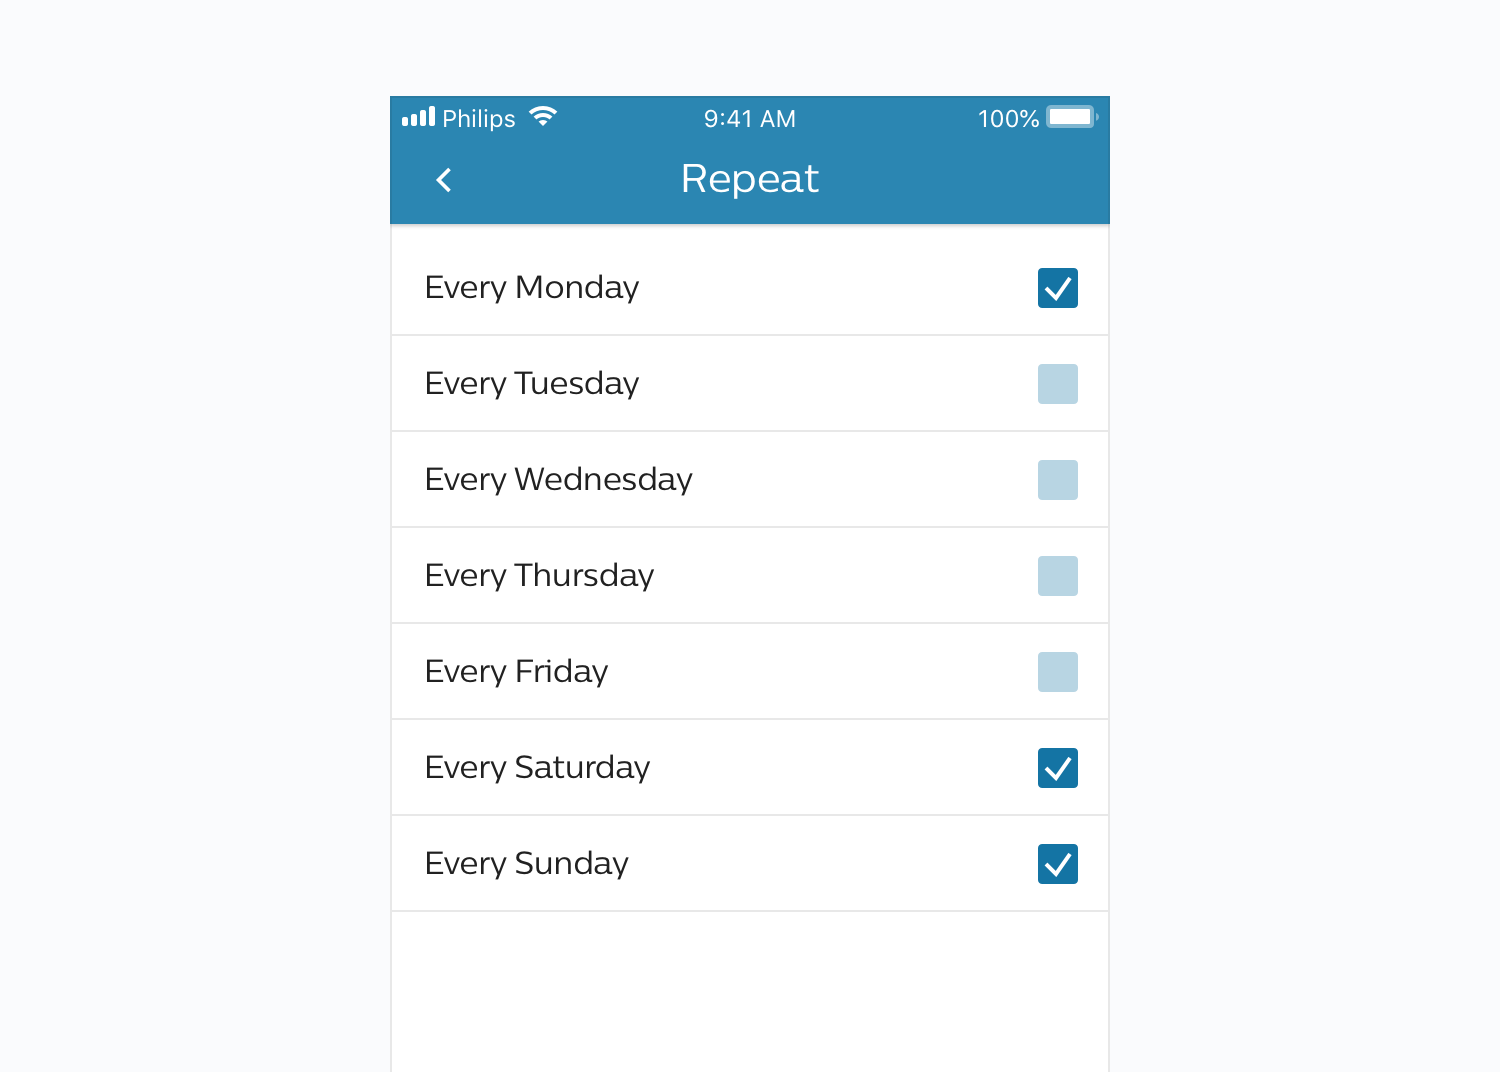 Philips 9:41 AM 100%
Repeat
Every Monday
Every Tuesday
Every Wednesday
Every Thursday
Every Friday
Every Saturday
Every Sunday